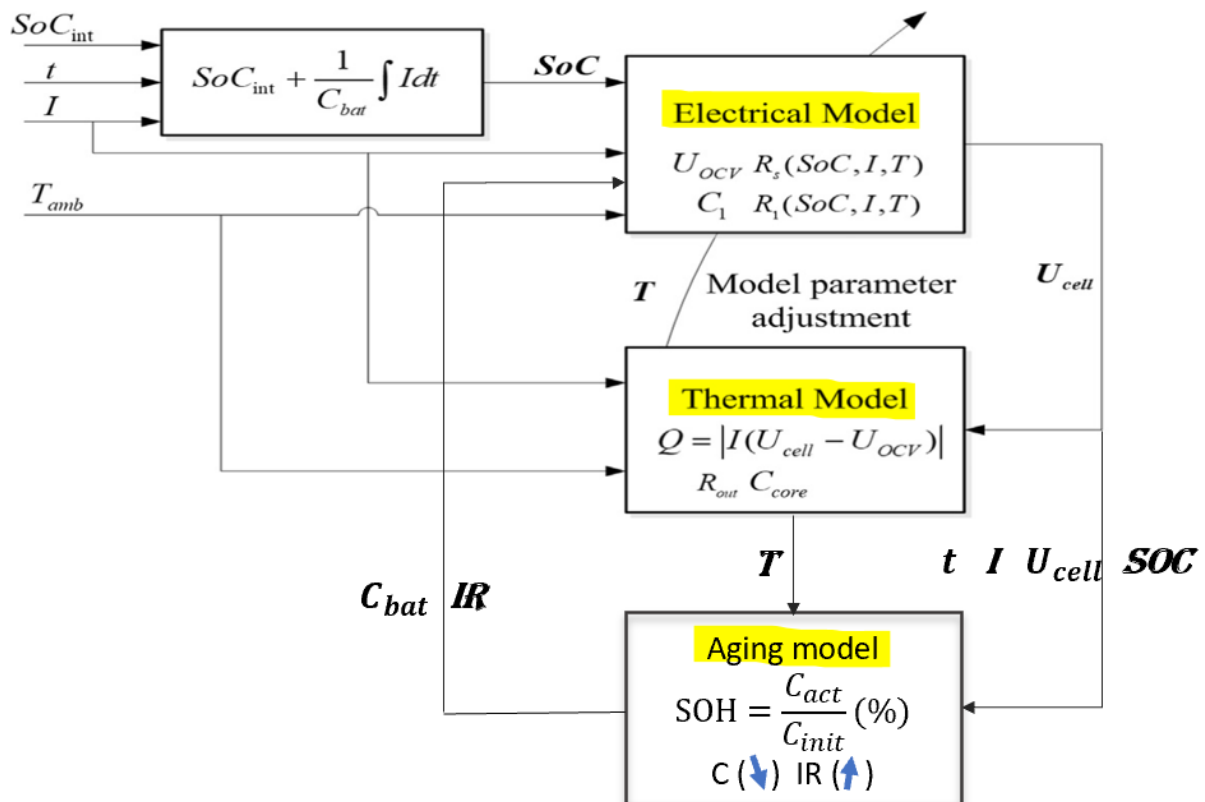 SoC_int
t
I
SoC_int + 1/C_bat ∫ Idt
SoC
T_amb
Electrical Model
U_OCV R_s(SoC, I, T)
C_1 R_1(SoC, I, T)
U_cell
T
Model parameter
adjustment
Thermal Model
Q = |I(U_cell − U_OCV)|
R_out C_core
T
t I U_cell SOC
C_bat IR
Aging model
SOH = C_act/C_init (%)
C (↘) IR (↑)